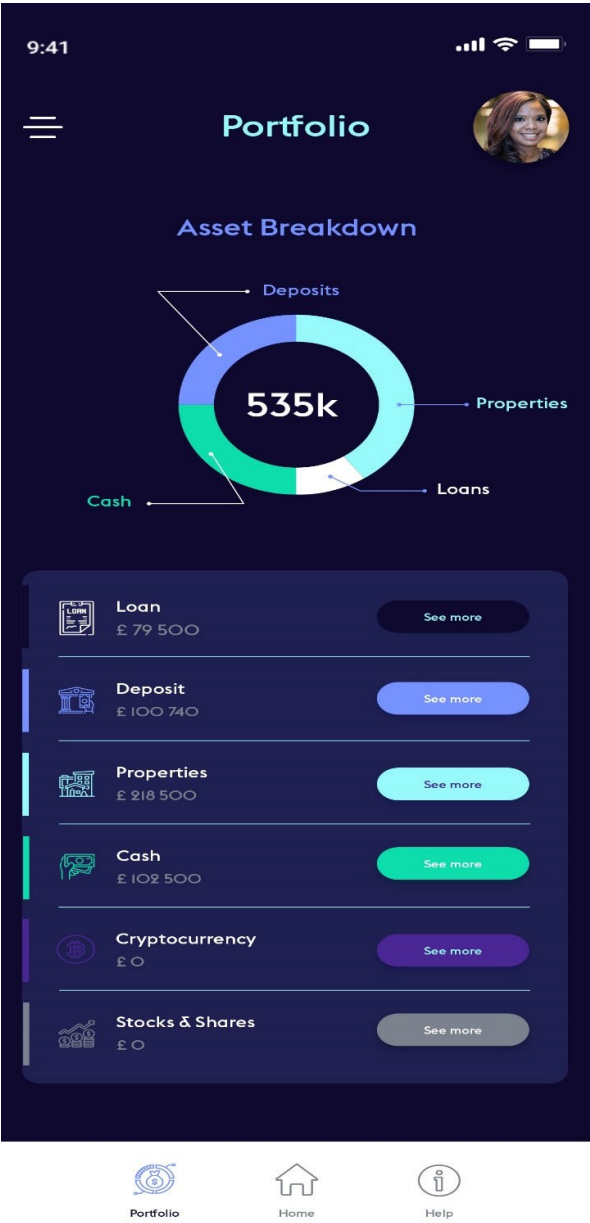 9:41
Portfolio
Asset Breakdown
Deposits
535k
Properties
Loans
Cash
LOAN
Loan
£ 79 500
See more
Deposit
£ 100 740
See more
Properties
£ 218 500
See more
Cash
£ 102 500
See more
Cryptocurrency
£ 0
See more
Stocks & Shares
£ 0
See more
Portfolio
Home
Help